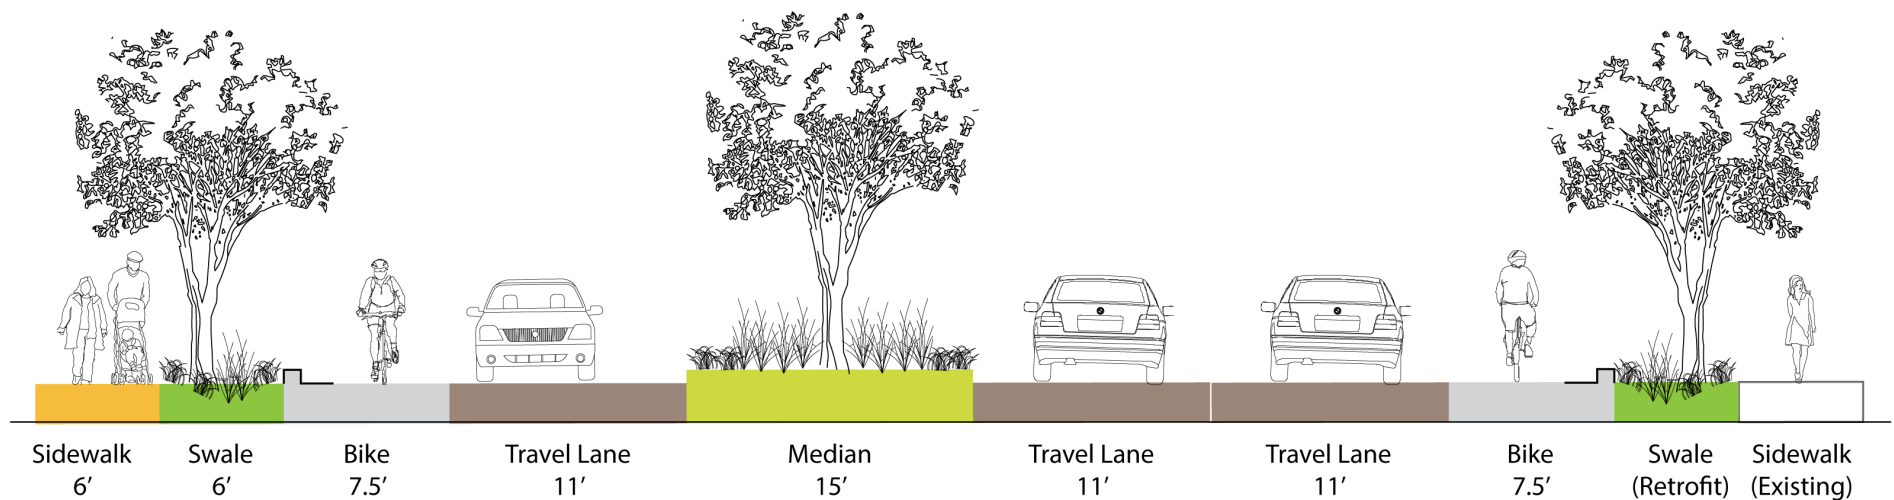 Sidewalk
6’
Swale
6’
Bike
7.5’
Travel Lane
11’
Median
15’
Travel Lane
11’
Travel Lane
11’
Bike
7.5’
Swale
(Retrofit)
Sidewalk
(Existing)